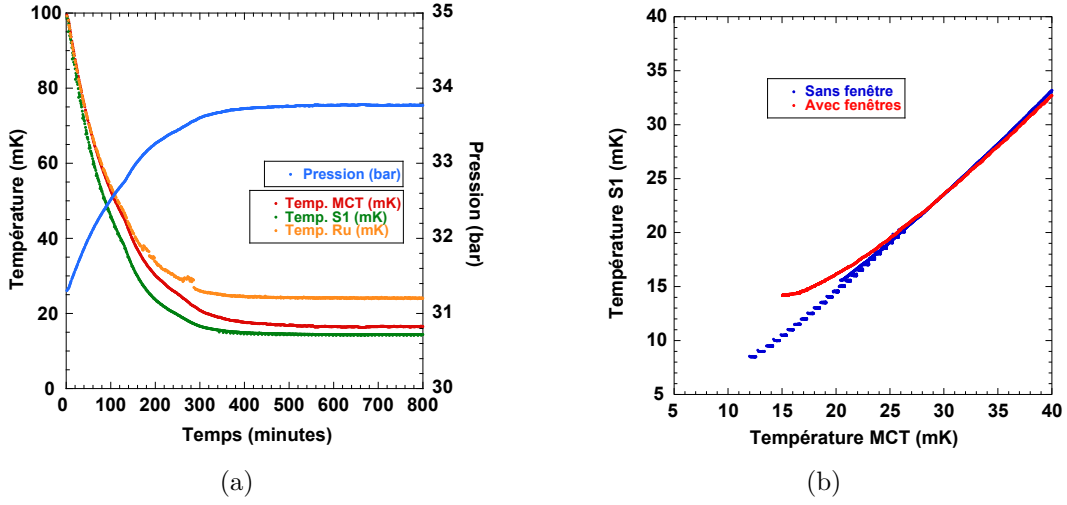 100
80
60
40
20
0
Température (mK)
35
34
33
32
31
30
Pression (bar)
Pression (bar)
Temp. MCT (mK)
Temp. S1 (mK)
Temp. Ru (mK)
0 100 200 300 400 500 600 700 800
Temps (minutes)
(a)
40
35
30
25
20
15
10
5
Température S1 (mK)
Sans fenêtre
Avec fenêtres
5 10 15 20 25 30 35 40
Température MCT (mK)
(b)